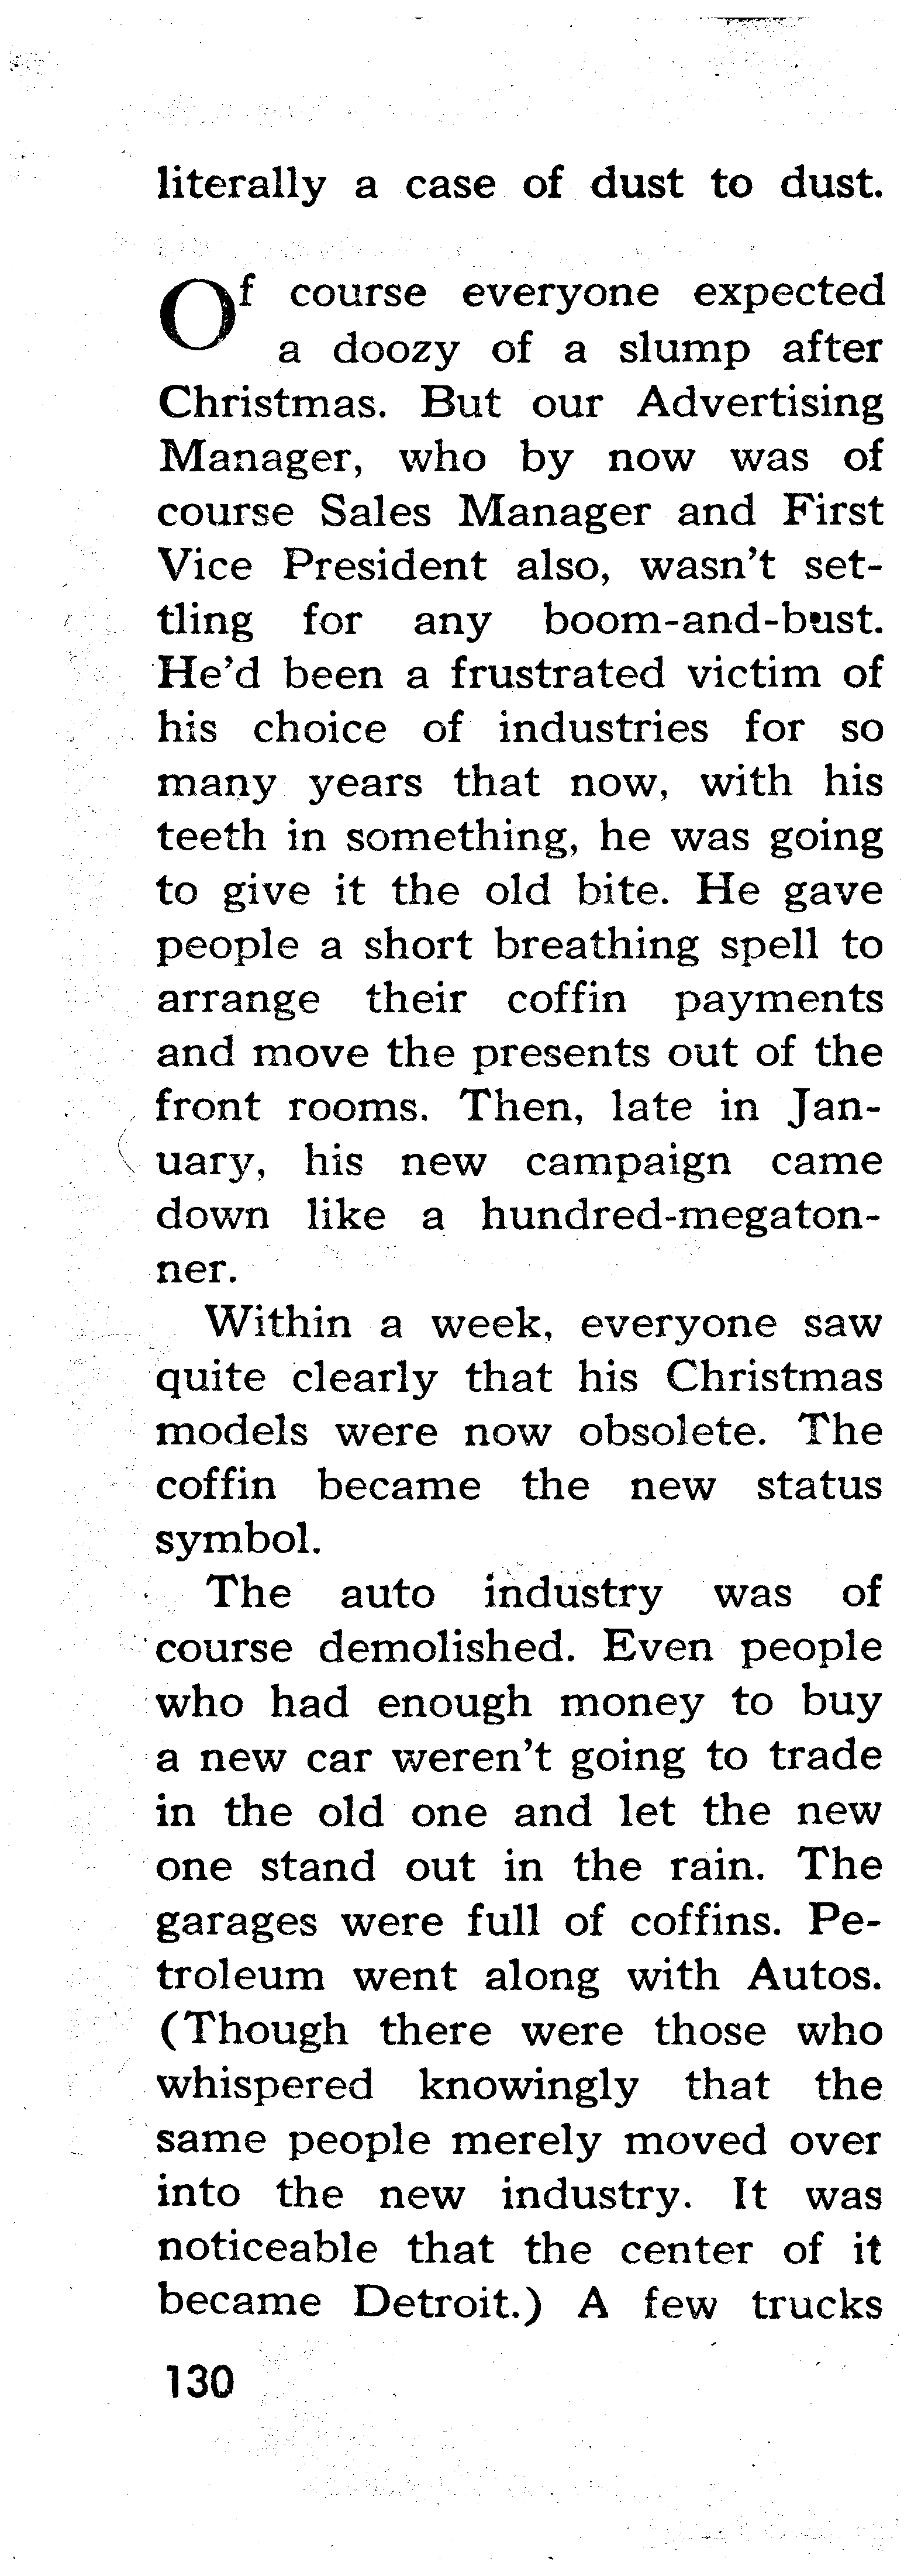 literally a case of dust to dust.
Of course everyone expected
a doozy of a slump after
Christmas. But our Advertising
Manager, who by now was of
course Sales Manager and First
Vice President also, wasn't set-
tling for any boom-and-bust.
He'd been a frustrated victim of
his choice of industries for so
many years that now, with his
teeth in something, he was going
to give it the old bite. He gave
people a short breathing spell to
arrange their coffin payments
and move the presents out of the
front rooms. Then, late in Jan-
uary, his new campaign came
down like a hundred-megaton-
ner.
Within a week, everyone saw
quite clearly that his Christmas
models were now obsolete. The
coffin became the new status
symbol.
The auto industry was of
course demolished. Even people
who had enough money to buy
a new car weren't going to trade
in the old one and let the new
one stand out in the rain. The
garages were full of coffins. Pe-
troleum went along with Autos.
(Though there were those who
whispered knowingly that the
same people merely moved over
into the new industry. It was
noticeable that the center of it
became Detroit.) A few trucks
130